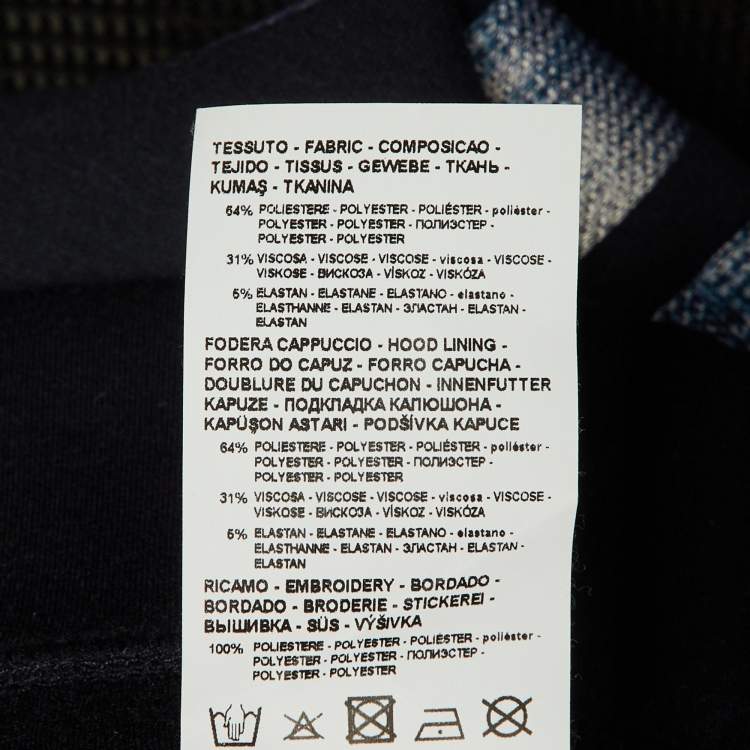 TESSUTO - FABRIC - COMPOSICAO -
TEJIDO - TISSUS - GEWEBE - ТКАНЬ -
KUMAŞ - TKANINA
64% POLIESTERE - POLYESTER - POLIÉSTER - poliéster -
POLYESTER - POLYESTER - ПОЛИЭСТЕР -
POLYESTER - POLYESTER
31% VISCOSA - VISCOSE - VISCOSE - viscosa - VISCOSE -
VISKOSE - ВИСКОЗА - VÍSKOZ - VISKÓZA
5% ELASTAN - ELASTANE - ELASTANO - elastano -
ELASTHANNE - ELASTAN - ЭЛАСТАН - ELASTAN -
ELASTAN
FODERA CAPPUCCIO - HOOD LINING -
FORRO DO CAPUZ - FORRO CAPUCHA -
DOUBLURE DU CAPUCHON - INNENFUTTER
KAPUZE - ПОДКЛАДКА КАПЮШОНА -
KAPÜŞON ASTARI - PODŠÍVKA KAPUCE
64% POLIESTERE - POLYESTER - POLIÉSTER - poliéster -
POLYESTER - POLYESTER - ПОЛИЭСТЕР -
POLYESTER - POLYESTER
31% VISCOSA - VISCOSE - VISCOSE - viscosa - VISCOSE -
VISKOSE - ВИСКОЗА - VÍSKOZ - VISKÓZA
5% ELASTAN - ELASTANE - ELASTANO - elastano -
ELASTHANNE - ELASTAN - ЭЛАСТАН - ELASTAN -
ELASTAN
RICAMO - EMBROIDERY - BORDADO -
BORDADO - BRODERIE - STICKEREI -
ВЫШИВКА - SÜS - VÝŠIVKA
100% POLIESTERE - POLYESTER - POLIÉSTER - poliéster -
POLYESTER - POLYESTER - ПОЛИЭСТЕР -
POLYESTER - POLYESTER